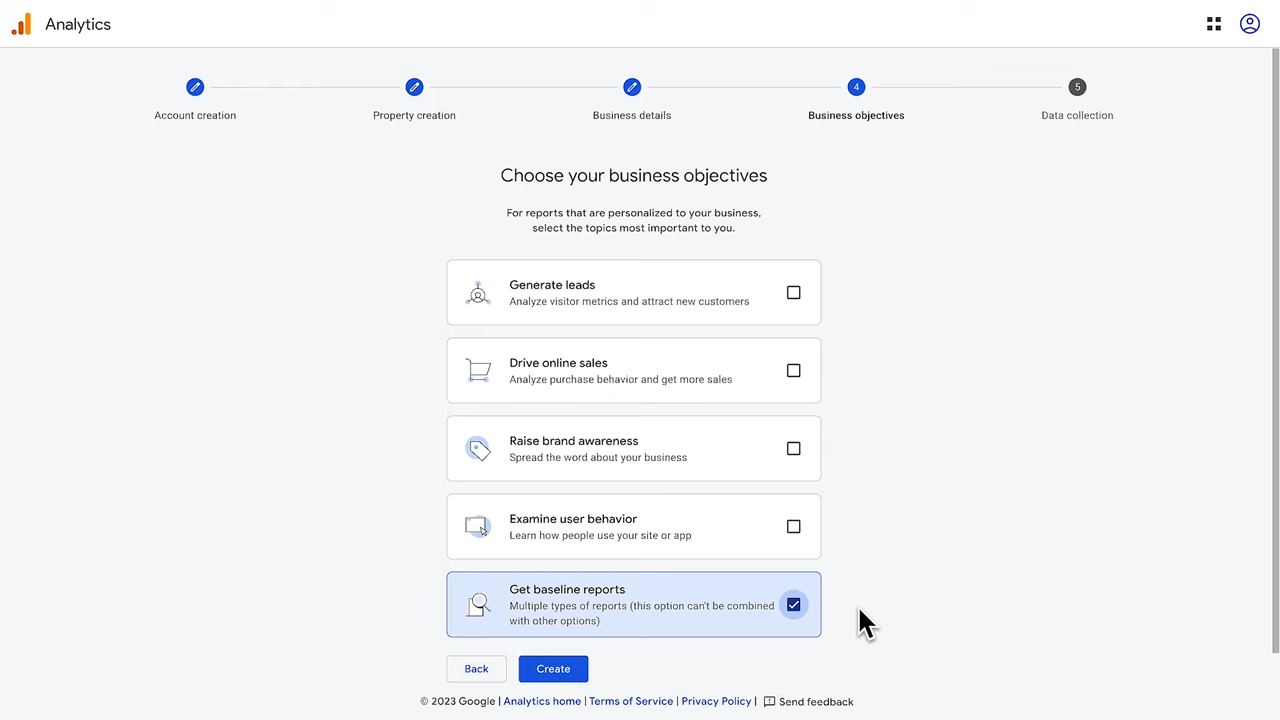 Analytics
4
5
Account creation
Property creation
Business details
Business objectives
Data collection
Choose your business objectives
For reports that are personalized to your business,
select the topics most important to you.
Generate leads
Analyze visitor metrics and attract new customers
Drive online sales
Analyze purchase behavior and get more sales
Raise brand awareness
Spread the word about your business
Examine user behavior
Learn how people use your site or app
Get baseline reports
Multiple types of reports (this option can't be combined
with other options)
Back
Create
© 2023 Google | Analytics home | Terms of Service | Privacy Policy | Send feedback